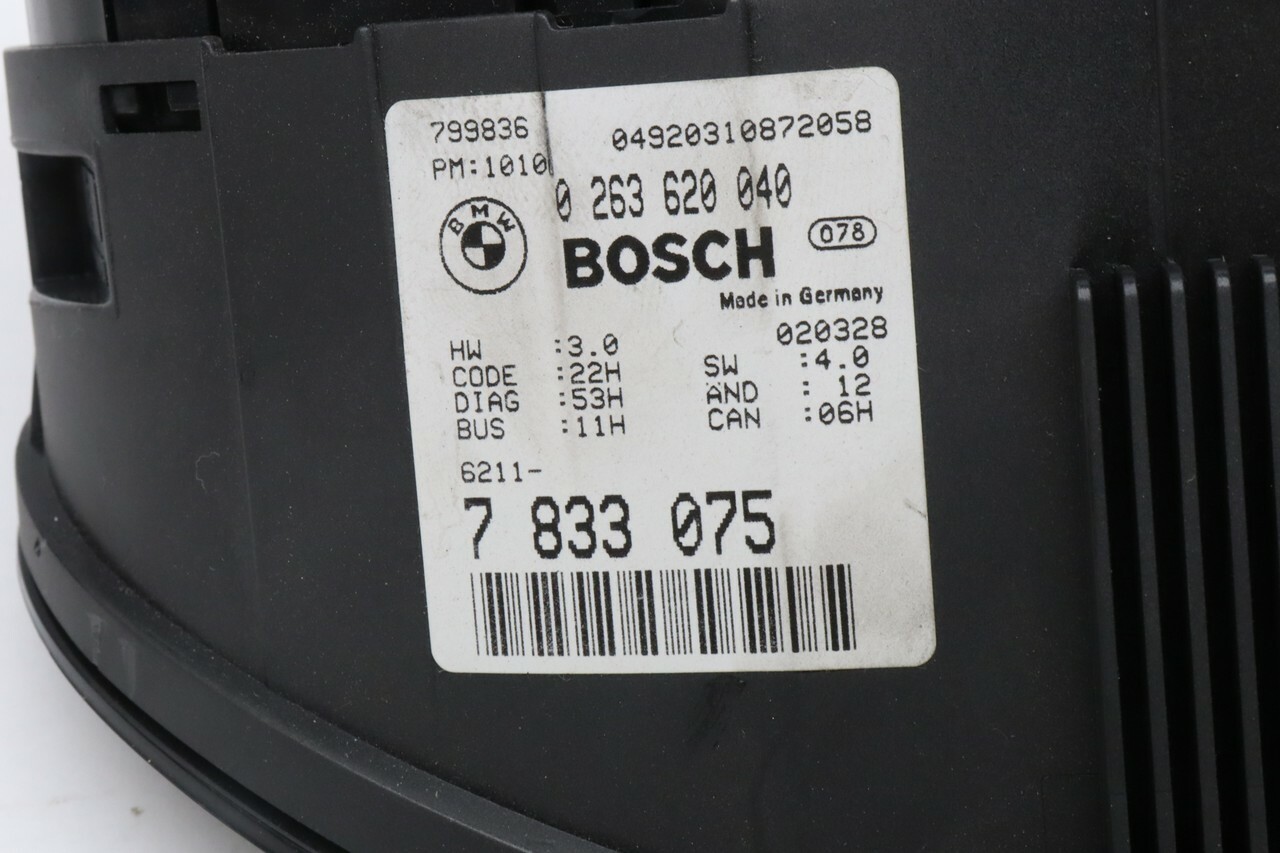 799836 04920310872058
PM:1010
0 263 620 040
BMW
BOSCH 078
Made in Germany
020328
HW :3.0 SW :4.0
CODE :22H AND : 12
DIAG :53H CAN :06H
BUS :11H
6211-
7 833 075